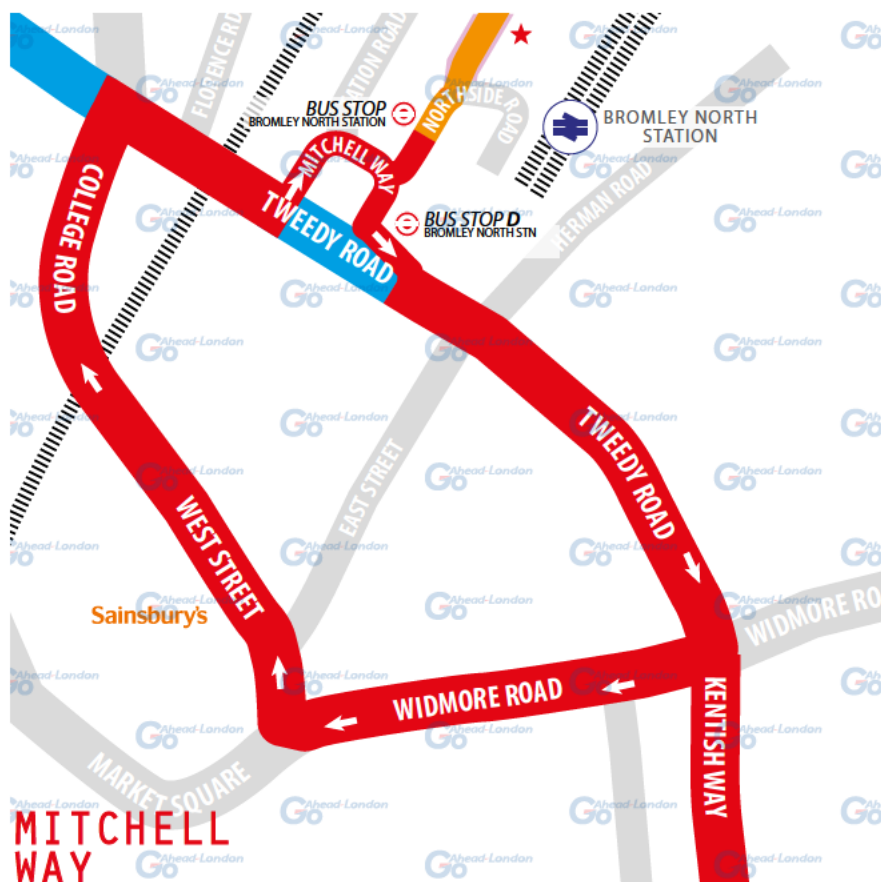 FLORENCE RD
STATION ROAD
NORTHSIDE
ROAD
BUS STOP
BROMLEY NORTH STATION
MITCHELL WAY
BROMLEY NORTH
STATION
COLLEGE ROAD
TWEEDY ROAD
BUS STOP D
BROMLEY NORTH STN
HERMAN ROAD
TWEEDY ROAD
EAST STREET
WEST STREET
Sainsbury's
WIDMORE RO
WIDMORE ROAD
KENTISH WAY
MARKET SQUARE
MITCHELL
WAY
Go Ahead-London